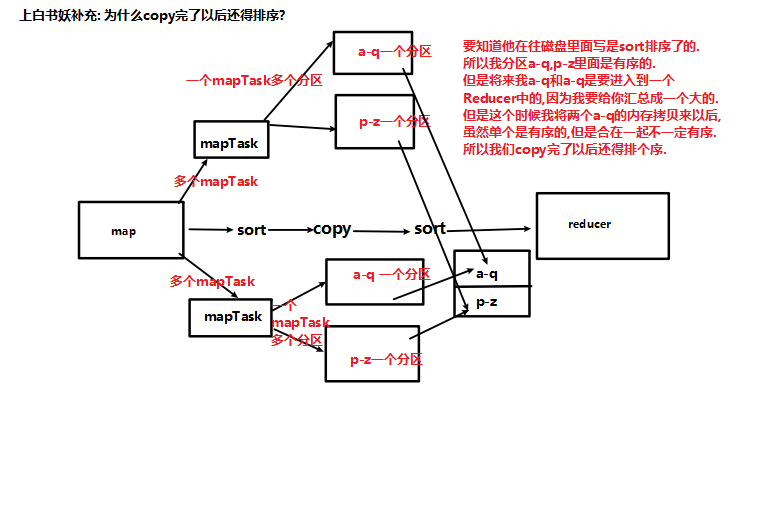 上白书妖补充: 为什么copy完了以后还得排序?
a-q一个分区
要知道他在往磁盘里面写是sort排序了的.
所以我分区a-q,p-z里面是有序的.
但是将来我a-q和a-q是要进入到一个
Reducer中的,因为我要给你汇总成一个大的.
但是这个时候我将两个a-q的内存拷贝来以后,
虽然单个是有序的,但是合在一起不一定有序.
所以我们copy完了以后还得排个序.
一个mapTask多个分区
p-z一个分区
mapTask
多个mapTask
map
sort
copy
sort
reducer
多个mapTask
a-q 一个分区
a-q
p-z
mapTask
一个
mapTask
多个分区
p-z一个分区